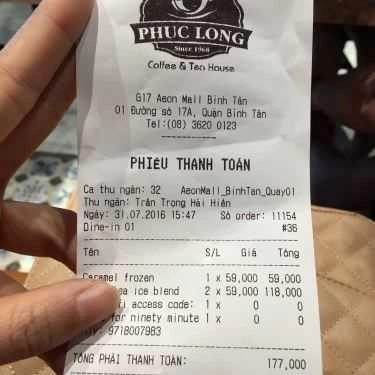 PHUC LONG
Since 1968
Coffee & Tea House
G17 Aeon Mall Bình Tân
01 Đường số 17A, Quận Bình Tân
Tel:(08) 3620 0123
PHIẾU THANH TOÁN
Ca thu ngân: 32 AeonMall_BinhTan_Quay01
Thu ngân: Trần Trọng Hải Hiền
Ngày: 31.07.2016 15:47 Số order: 11154
Dine-in 01 #36
Tên S/L Giá Tổng
Caramel frozen 1 x 59,000 59,000
ice blend 2 x 59,000 118,000
access code: 1 x 0 0
for ninety minute 1 x 0 0
9718007983
TỔNG PHẢI THANH TOÁN: 177,000